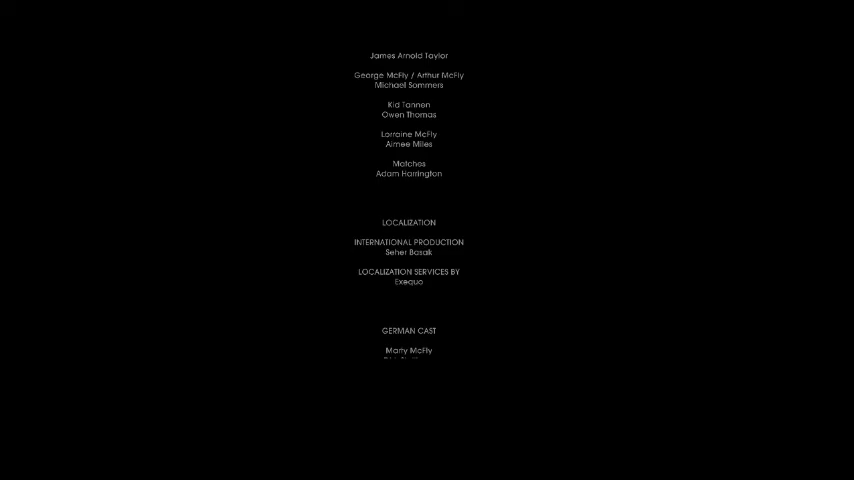 James Arnold Taylor
George McFly / Arthur McFly
Michael Sommers
Kid Tannen
Owen Thomas
Lorraine McFly
Aimee Miles
Matches
Adam Harrington
LOCALIZATION
INTERNATIONAL PRODUCTION
Seher Basak
LOCALIZATION SERVICES BY
Exequo
GERMAN CAST
Marty McFly